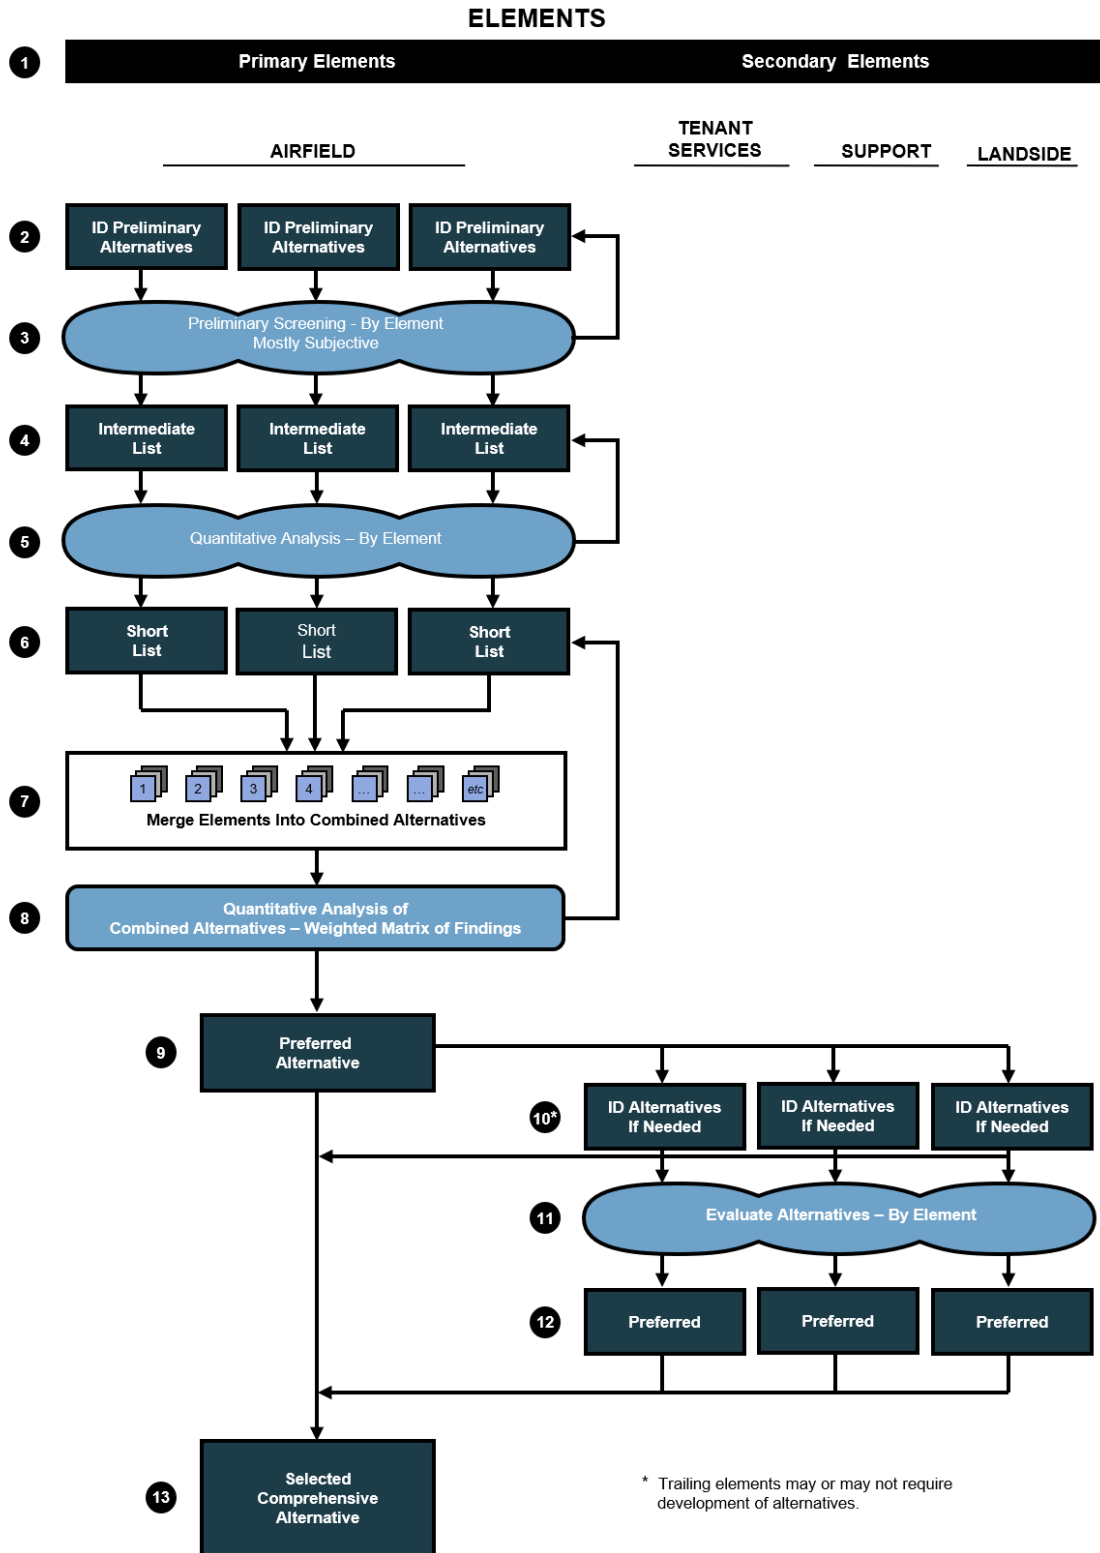 ELEMENTS
1
Primary Elements
Secondary Elements
AIRFIELD
TENANT
SERVICES
SUPPORT
LANDSIDE
2
ID Preliminary
Alternatives
ID Preliminary
Alternatives
ID Preliminary
Alternatives
3
Preliminary Screening - By Element
Mostly Subjective
4
Intermediate
List
Intermediate
List
Intermediate
List
5
Quantitative Analysis – By Element
6
Short
List
Short
List
Short
List
7
1
2
3
4
...
...
etc
Merge Elements Into Combined Alternatives
8
Quantitative Analysis of
Combined Alternatives – Weighted Matrix of Findings
9
Preferred
Alternative
10*
ID Alternatives
If Needed
ID Alternatives
If Needed
ID Alternatives
If Needed
11
Evaluate Alternatives – By Element
12
Preferred
Preferred
Preferred
13
Selected
Comprehensive
Alternative
* Trailing elements may or may not require
development of alternatives.